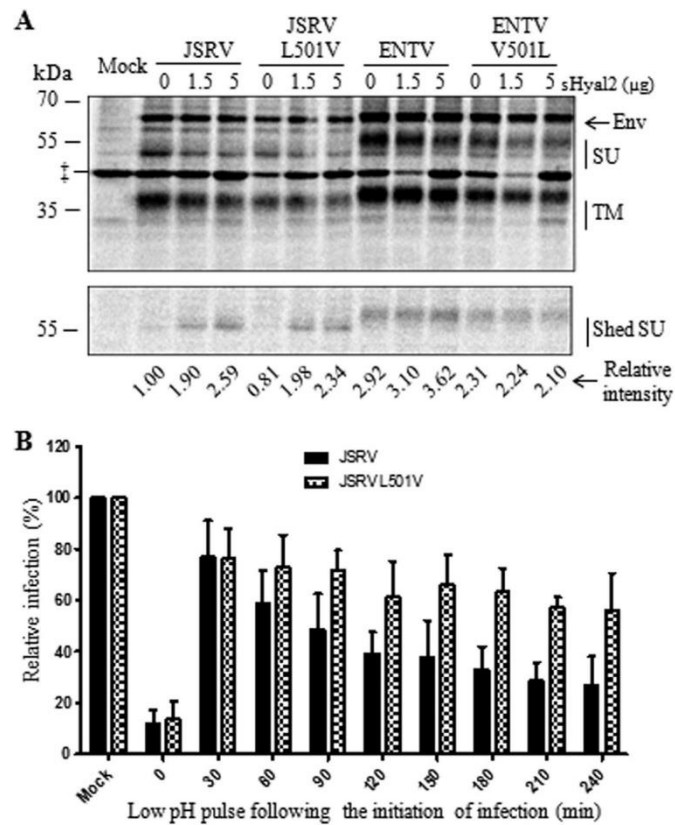 A
JSRV
L501V
ENTV
V501L
kDa
Mock
JSRV
JSRV
ENTV
ENTV
0 1.5 5 0 1.5 5 0 1.5 5 0 1.5 5 sHyal2 (µg)
70
Env
55
SU
‡
35
TM
55
Shed SU
1.00 1.90 2.59 0.81 1.98 2.34 2.92 3.10 3.62 2.31 2.24 2.10
Relative
intensity
B
JSRV
JSRV L501V
Relative infection (%)
120
100
80
60
40
20
0
Mock 0 30 60 90 120 150 180 210 240
Low pH pulse following the initiation of infection (min)